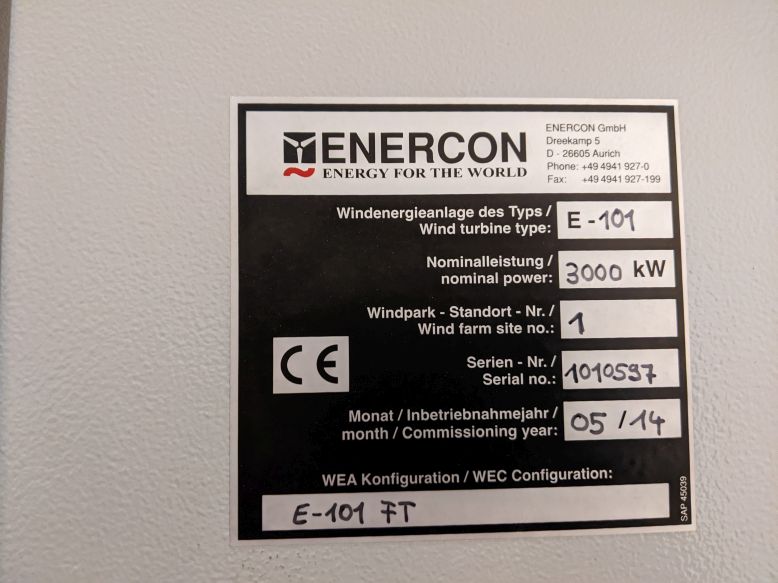 ENERCON
ENERGY FOR THE WORLD
ENERCON GmbH
Dreekamp 5
D - 26605 Aurich
Phone: +49 4941 927-0
Fax: +49 4941 927-199
Windenergieanlage des Typs /
Wind turbine type: E-101
Nominalleistung /
nominal power: 3000 kW
Windpark - Standort - Nr. /
Wind farm site no.: 1
CE
Serien - Nr. /
Serial no.: 1010597
Monat / Inbetriebnahmejahr /
month / Commissioning year: 05/14
WEA Konfiguration / WEC Configuration:
E-101 FT
SAP 45039